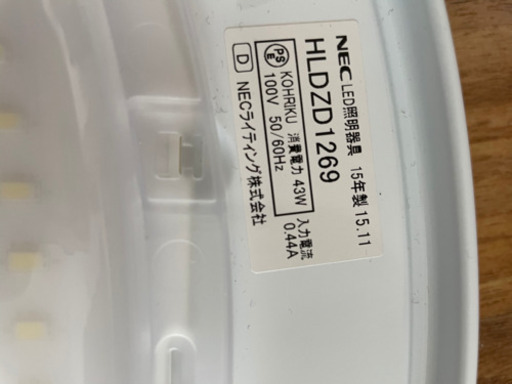 NEC LED照明器具 15年製 15.11
HLDZD1269
PS
E
KOHRIKU 消費電力 43W 入力電流
100V 50/60Hz 0.44A
D NECライティング株式会社